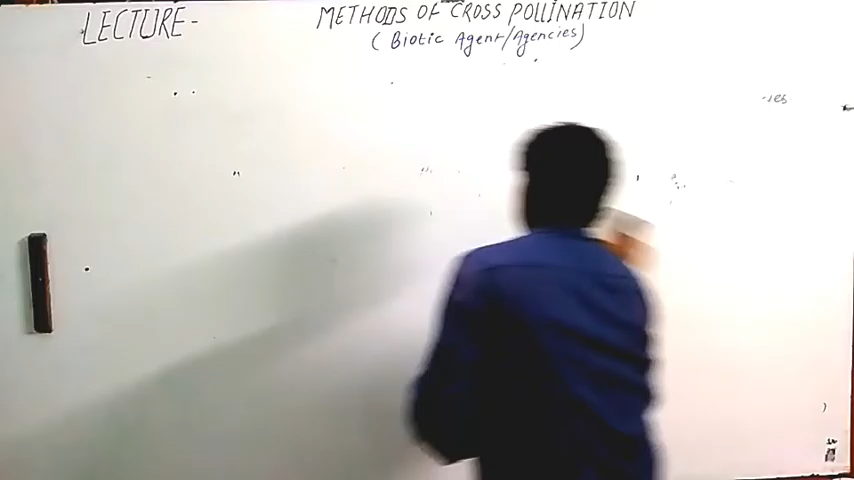 LECTURE- METHODS OF CROSS POLLINATION
( Biotic Agent/Agencies)